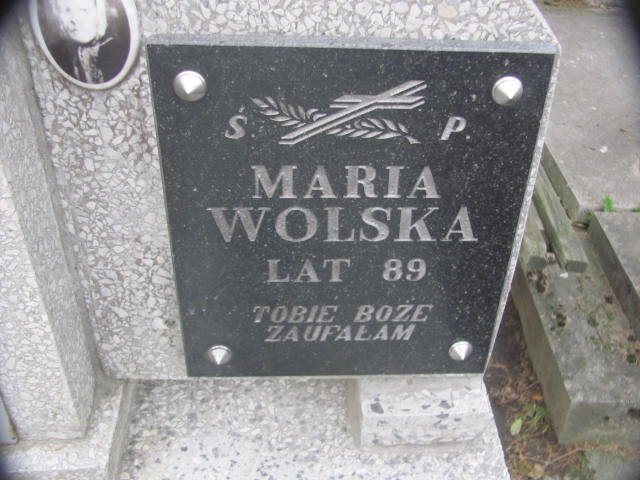 Ś P.
MARIA
WOLSKA
LAT 89
TOBIE BOŻE
ZAUFAŁAM